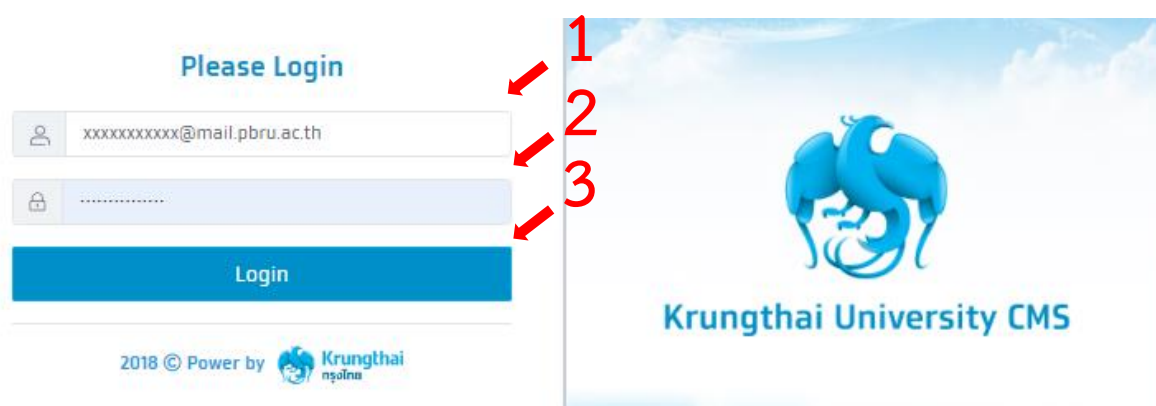 Please Login
1
xxxxxxxxxxx@mail.pbru.ac.th
2
...............
3
Login
2018 © Power by Krungthai
กรุงไทย
Krungthai University CMS